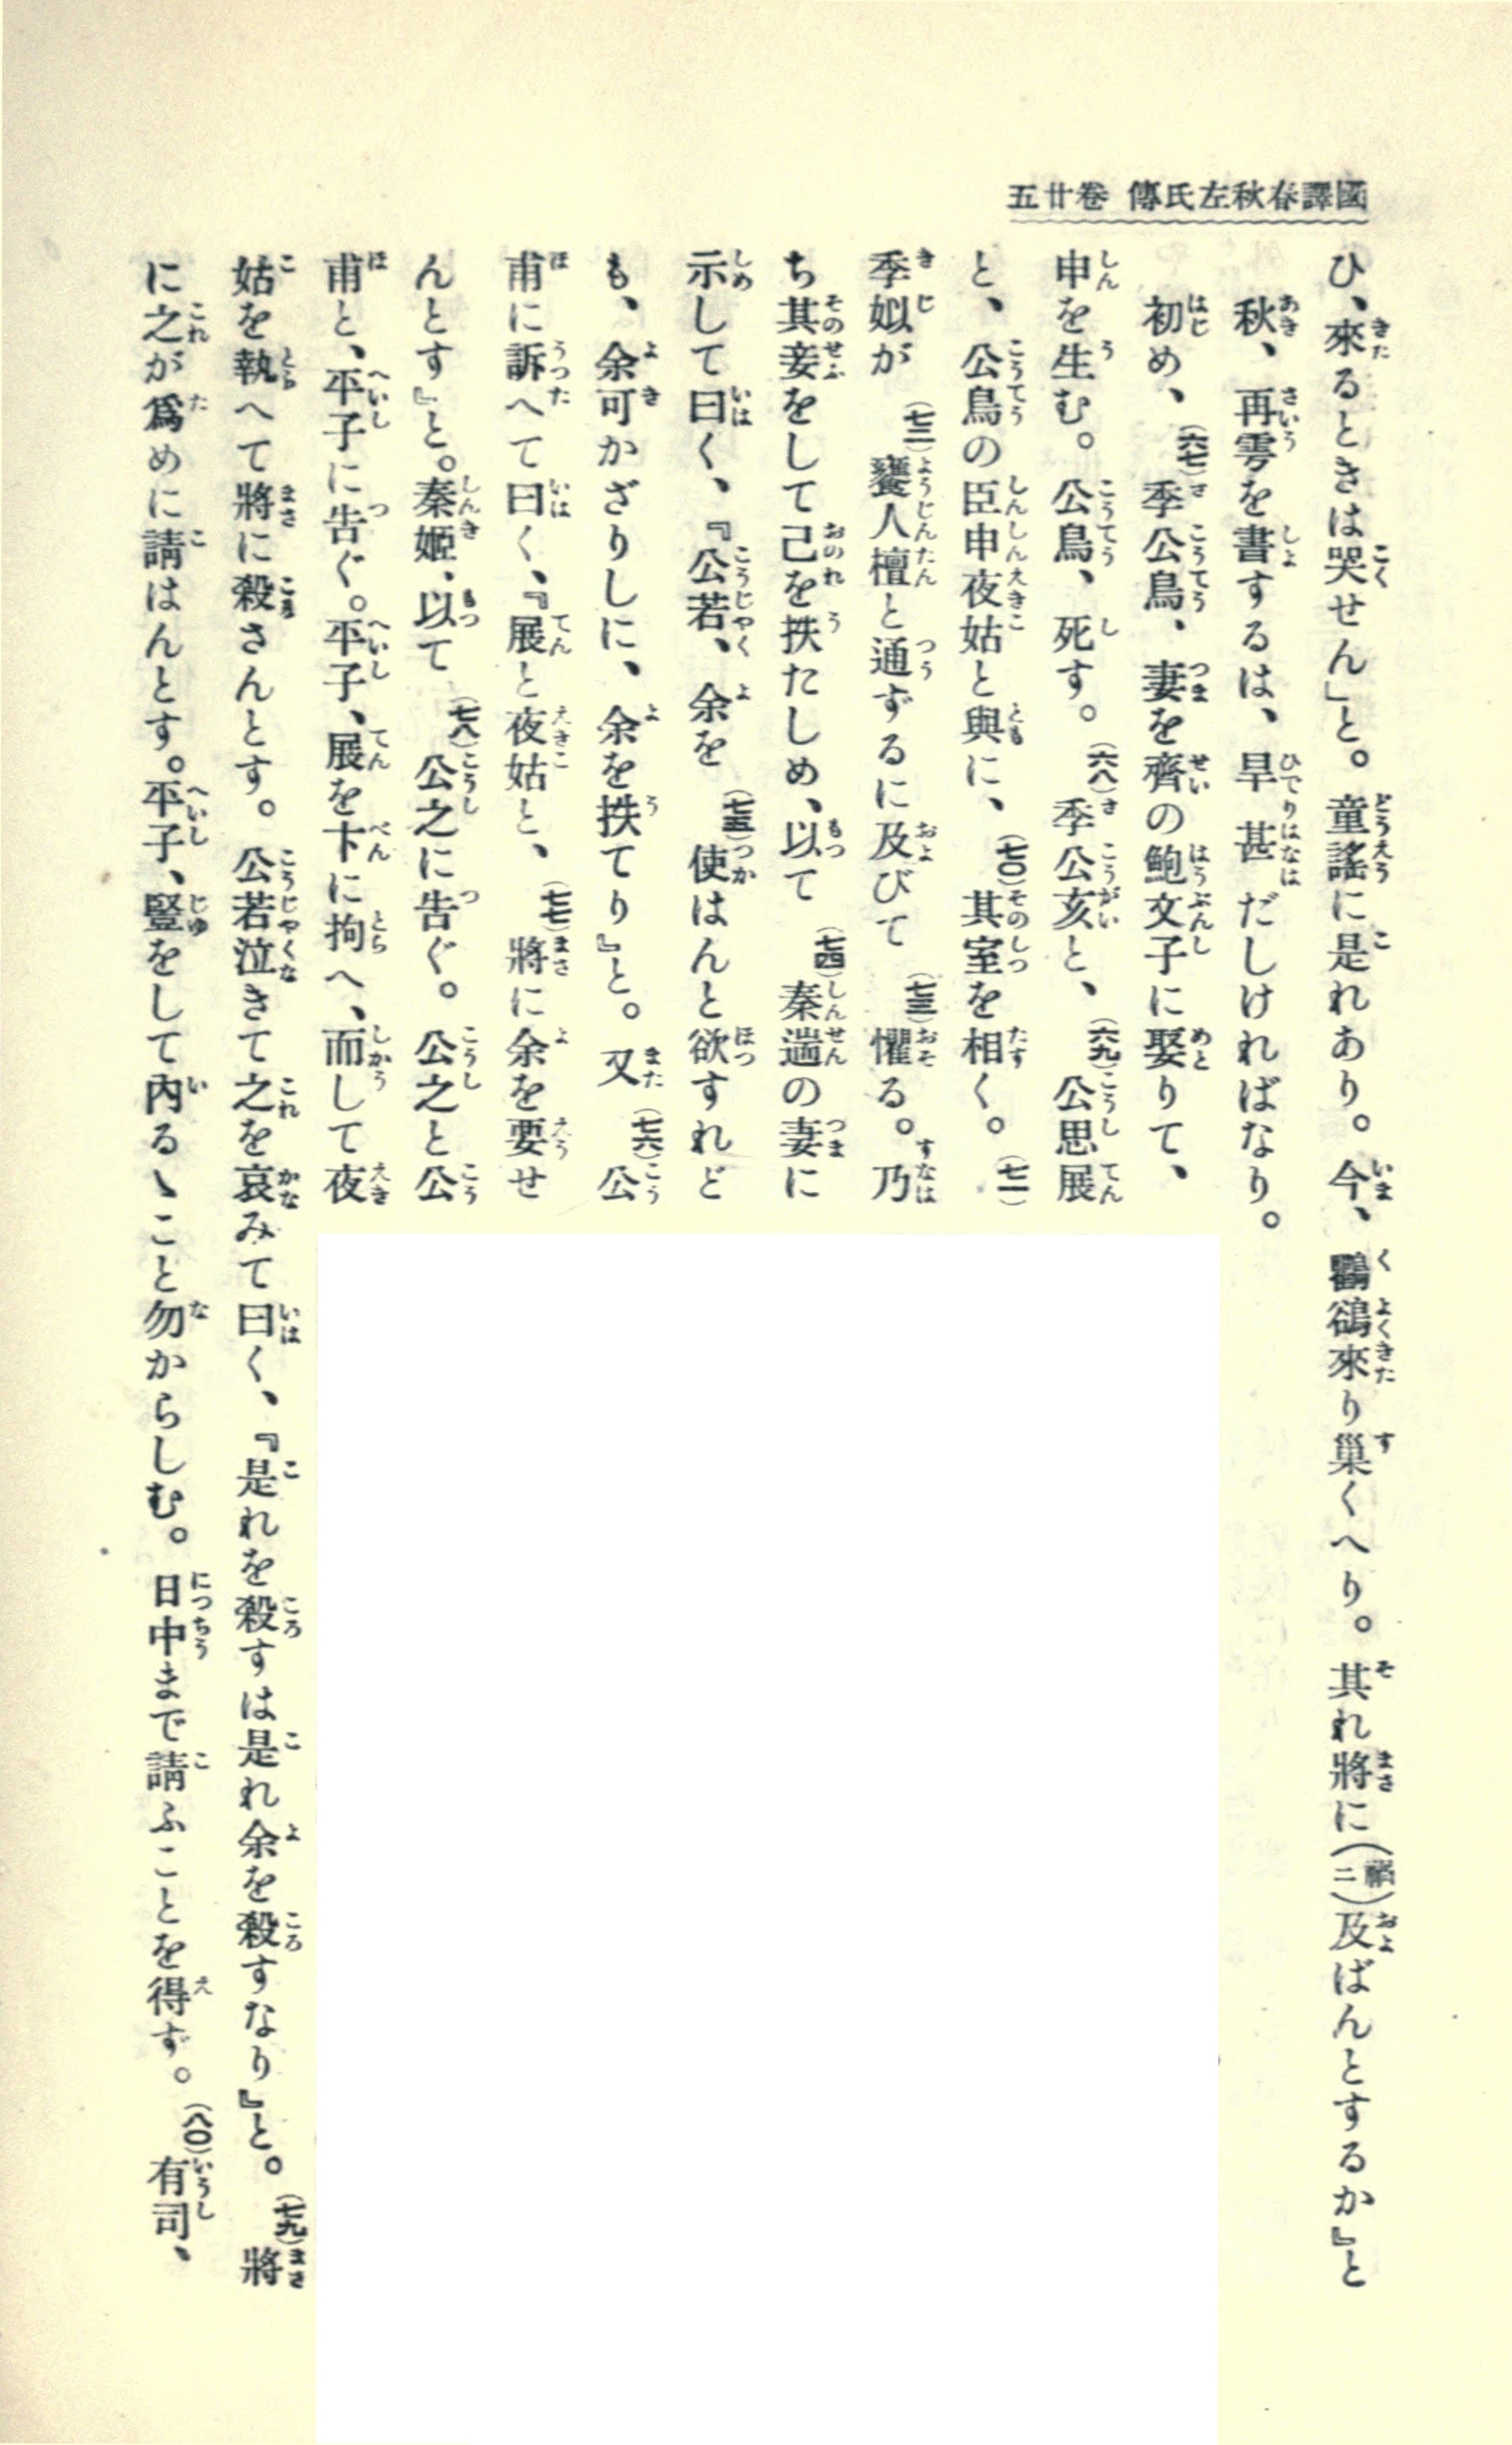 國譯春秋左氏傳 卷廿五
ひ、來るときは哭せん」と。童謠に是れあり。今、鸜鵒來り巢くへり。其れ將に(禍ニ)及ばんとするか』と
秋、再雩を書するは、旱甚だしければなり。
初め、(六七)季公鳥、妻を齊の鮑文子に娶りて、
申を生む。公鳥、死す。(六八)季公亥と、(六九)公思展
と、公鳥の臣申夜姑と與に、(七〇)其室を相く。(七一)
季姒が(七二)饔人檀と通ずるに及びて(七三)懼る。乃
ち其妾をして己を抶たしめ、以て(七四)秦遄の妻に
示して曰く、『公若、余を(七五)使はんと欲すれど
も、余可かざりしに、余を抶てり』と。又(七六)公
甫に訴へて曰く、『展と夜姑と、(七七)將に余を要せ
んとす』と。秦姬、以て(七八)公之に告ぐ。公之と公
甫と、平子に吿ぐ。平子、展を卞に拘へ、而して夜
姑を執へて將に殺さんとす。公若泣きて之を哀みて曰く、『是れを殺すは是れ余を殺すなり』と。(七九)將
に之が爲めに請はんとす。平子、豎をして內るゝこと勿からしむ。日中まで請ふことを得ず。(八〇)有司、